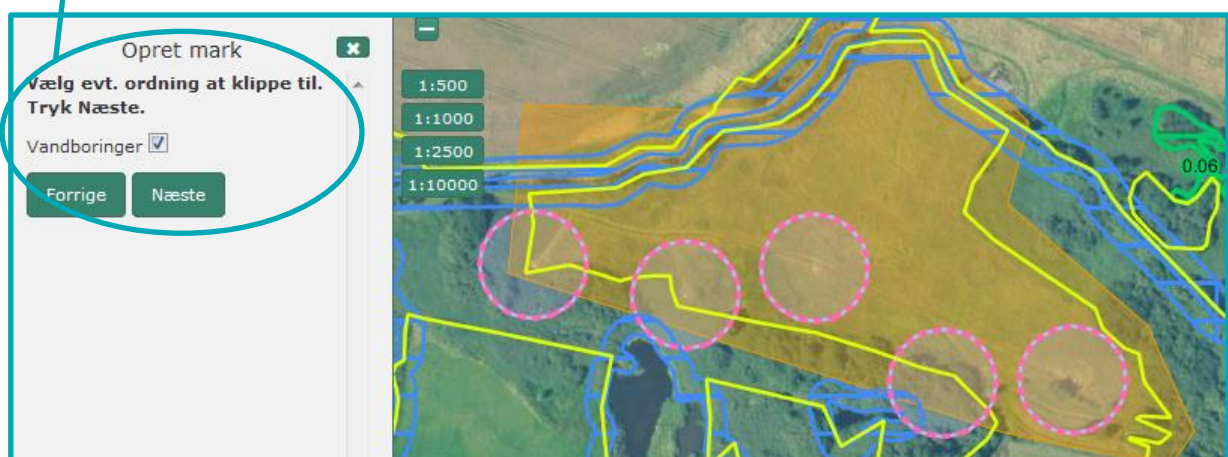 Opret mark
Vælg evt. ordning at klippe til.
Tryk Næste.
Vandboringer
Forrige
Næste
1:500
1:1000
1:2500
1:10000
0.06